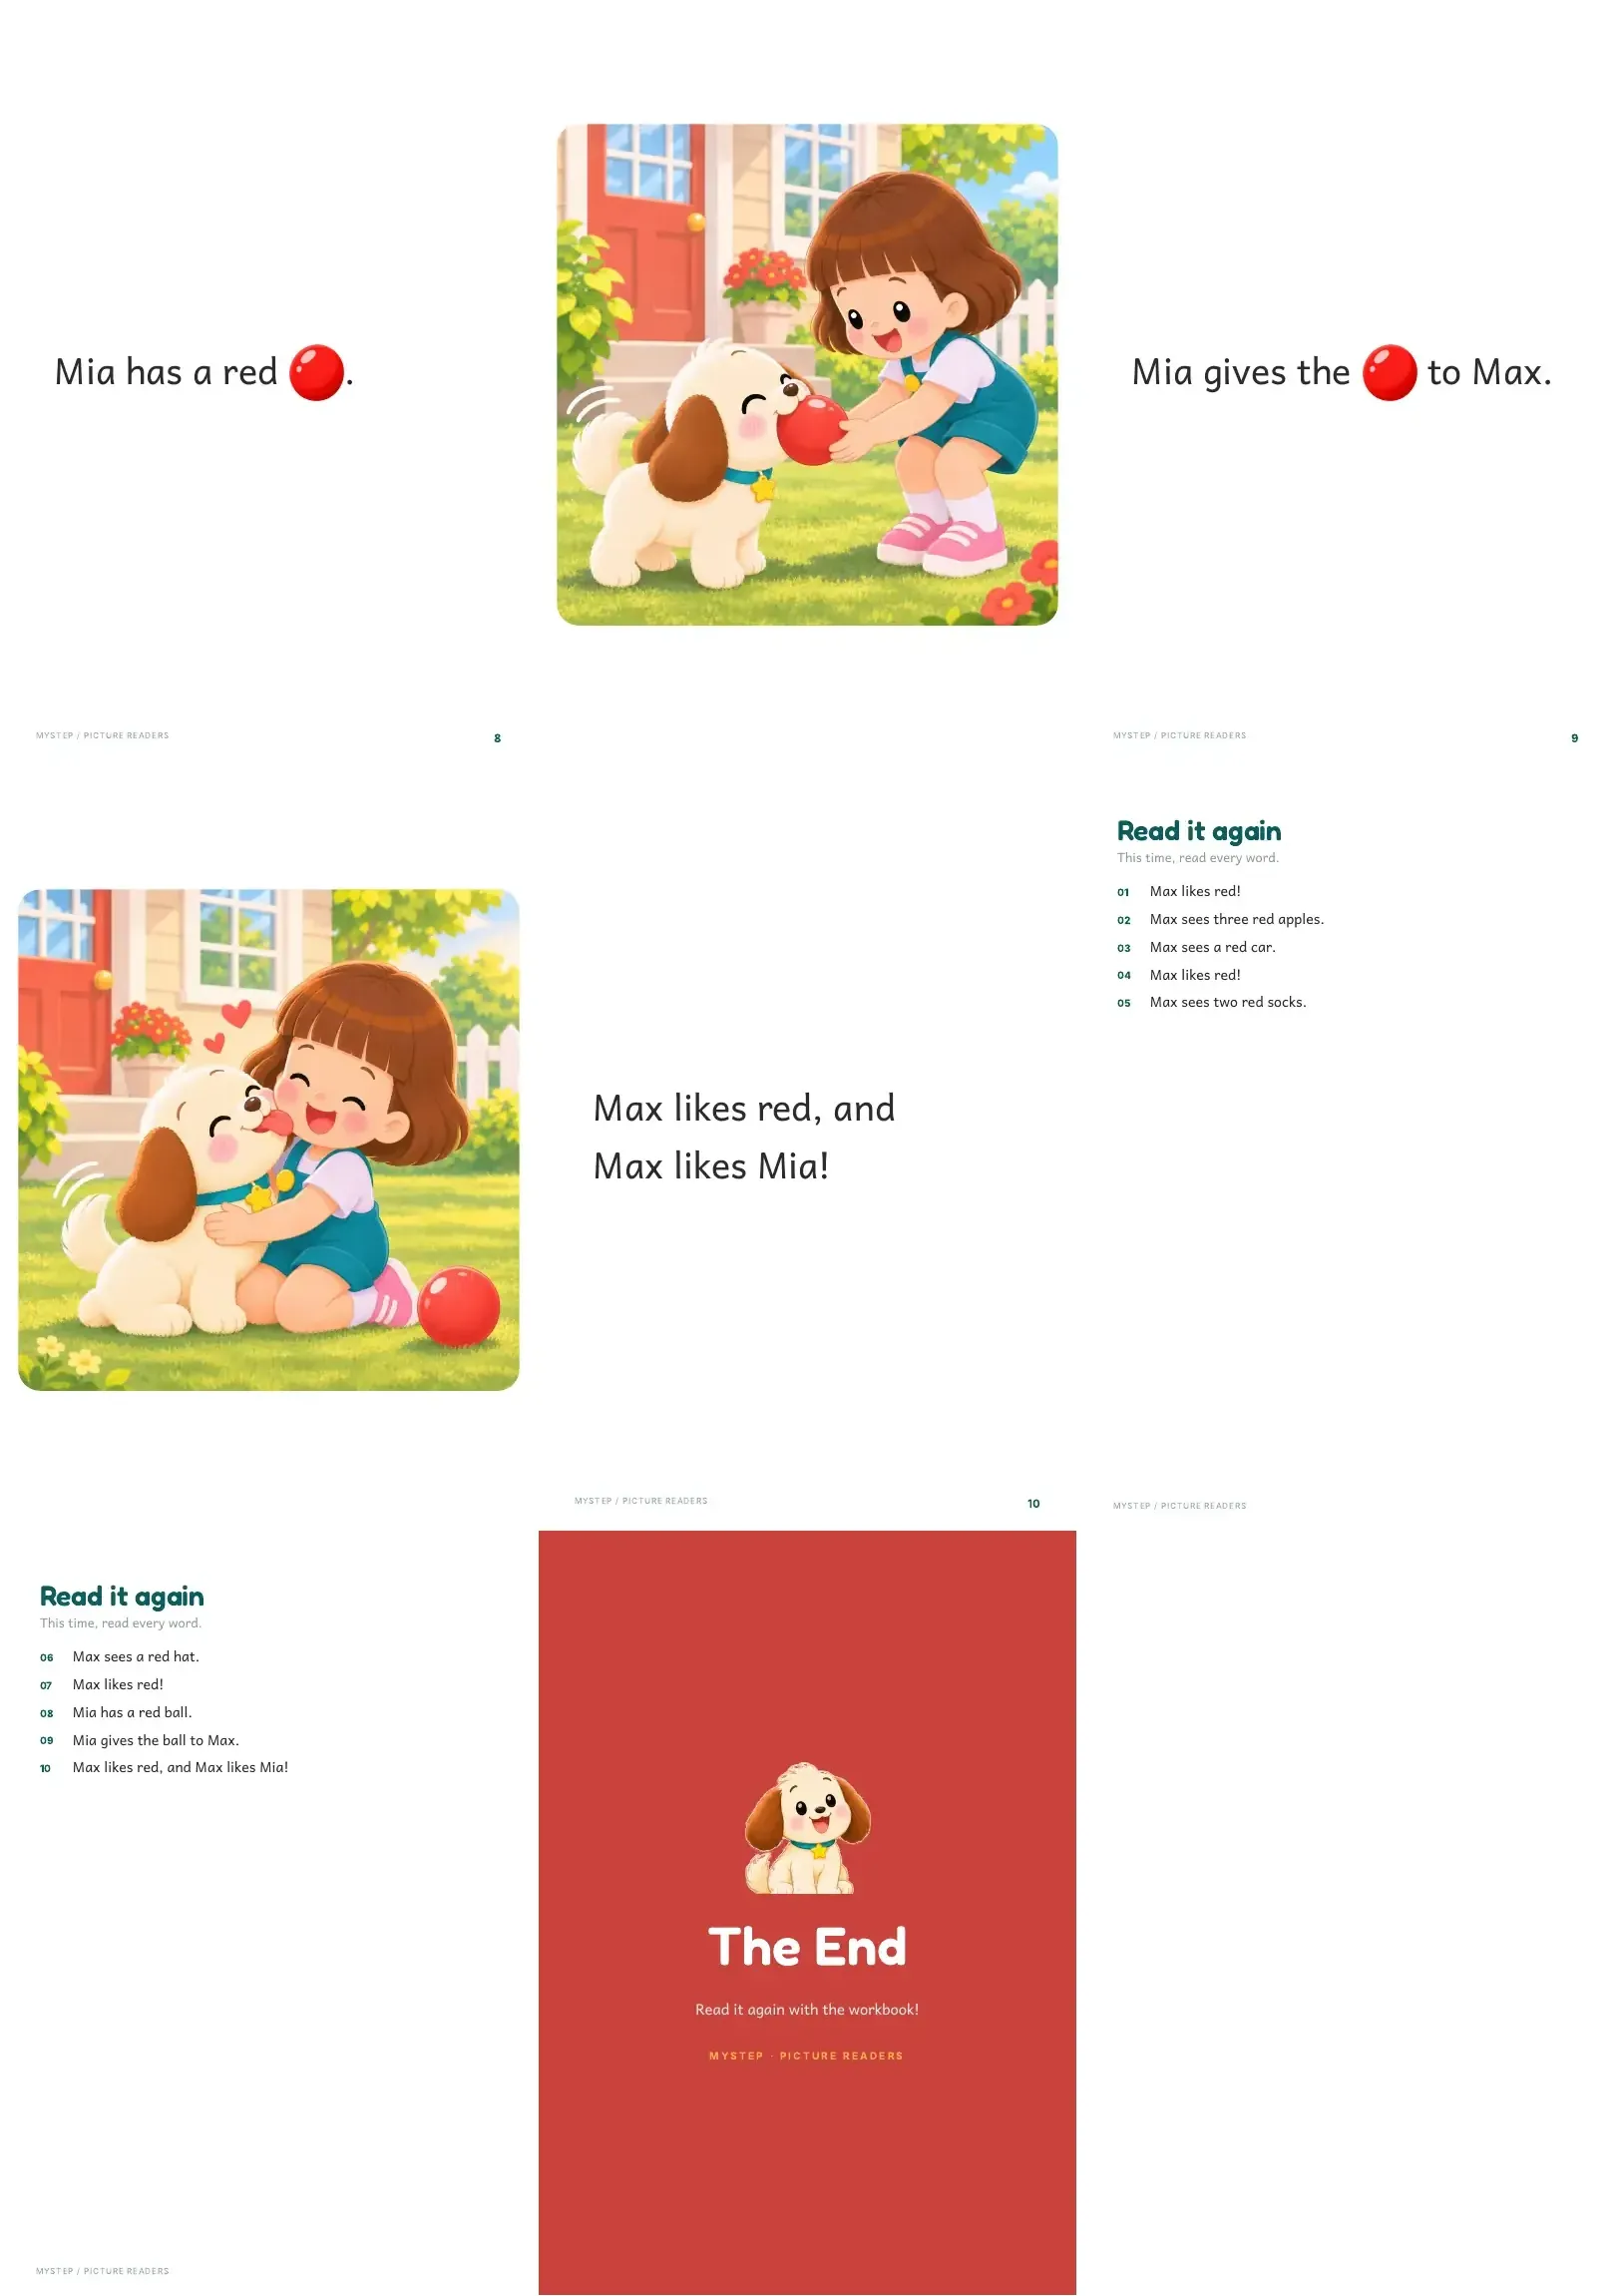 Mia has a red .
MYSTEP / PICTURE READERS
8
Mia gives the to Max.
MYSTEP / PICTURE READERS
9
Max likes red, and
Max likes Mia!
MYSTEP / PICTURE READERS
10
Read it again
This time, read every word.
01 Max likes red!
02 Max sees three red apples.
03 Max sees a red car.
04 Max likes red!
05 Max sees two red socks.
MYSTEP / PICTURE READERS
Read it again
This time, read every word.
06 Max sees a red hat.
07 Max likes red!
08 Mia has a red ball.
09 Mia gives the ball to Max.
10 Max likes red, and Max likes Mia!
MYSTEP / PICTURE READERS
The End
Read it again with the workbook!
MYSTEP · PICTURE READERS